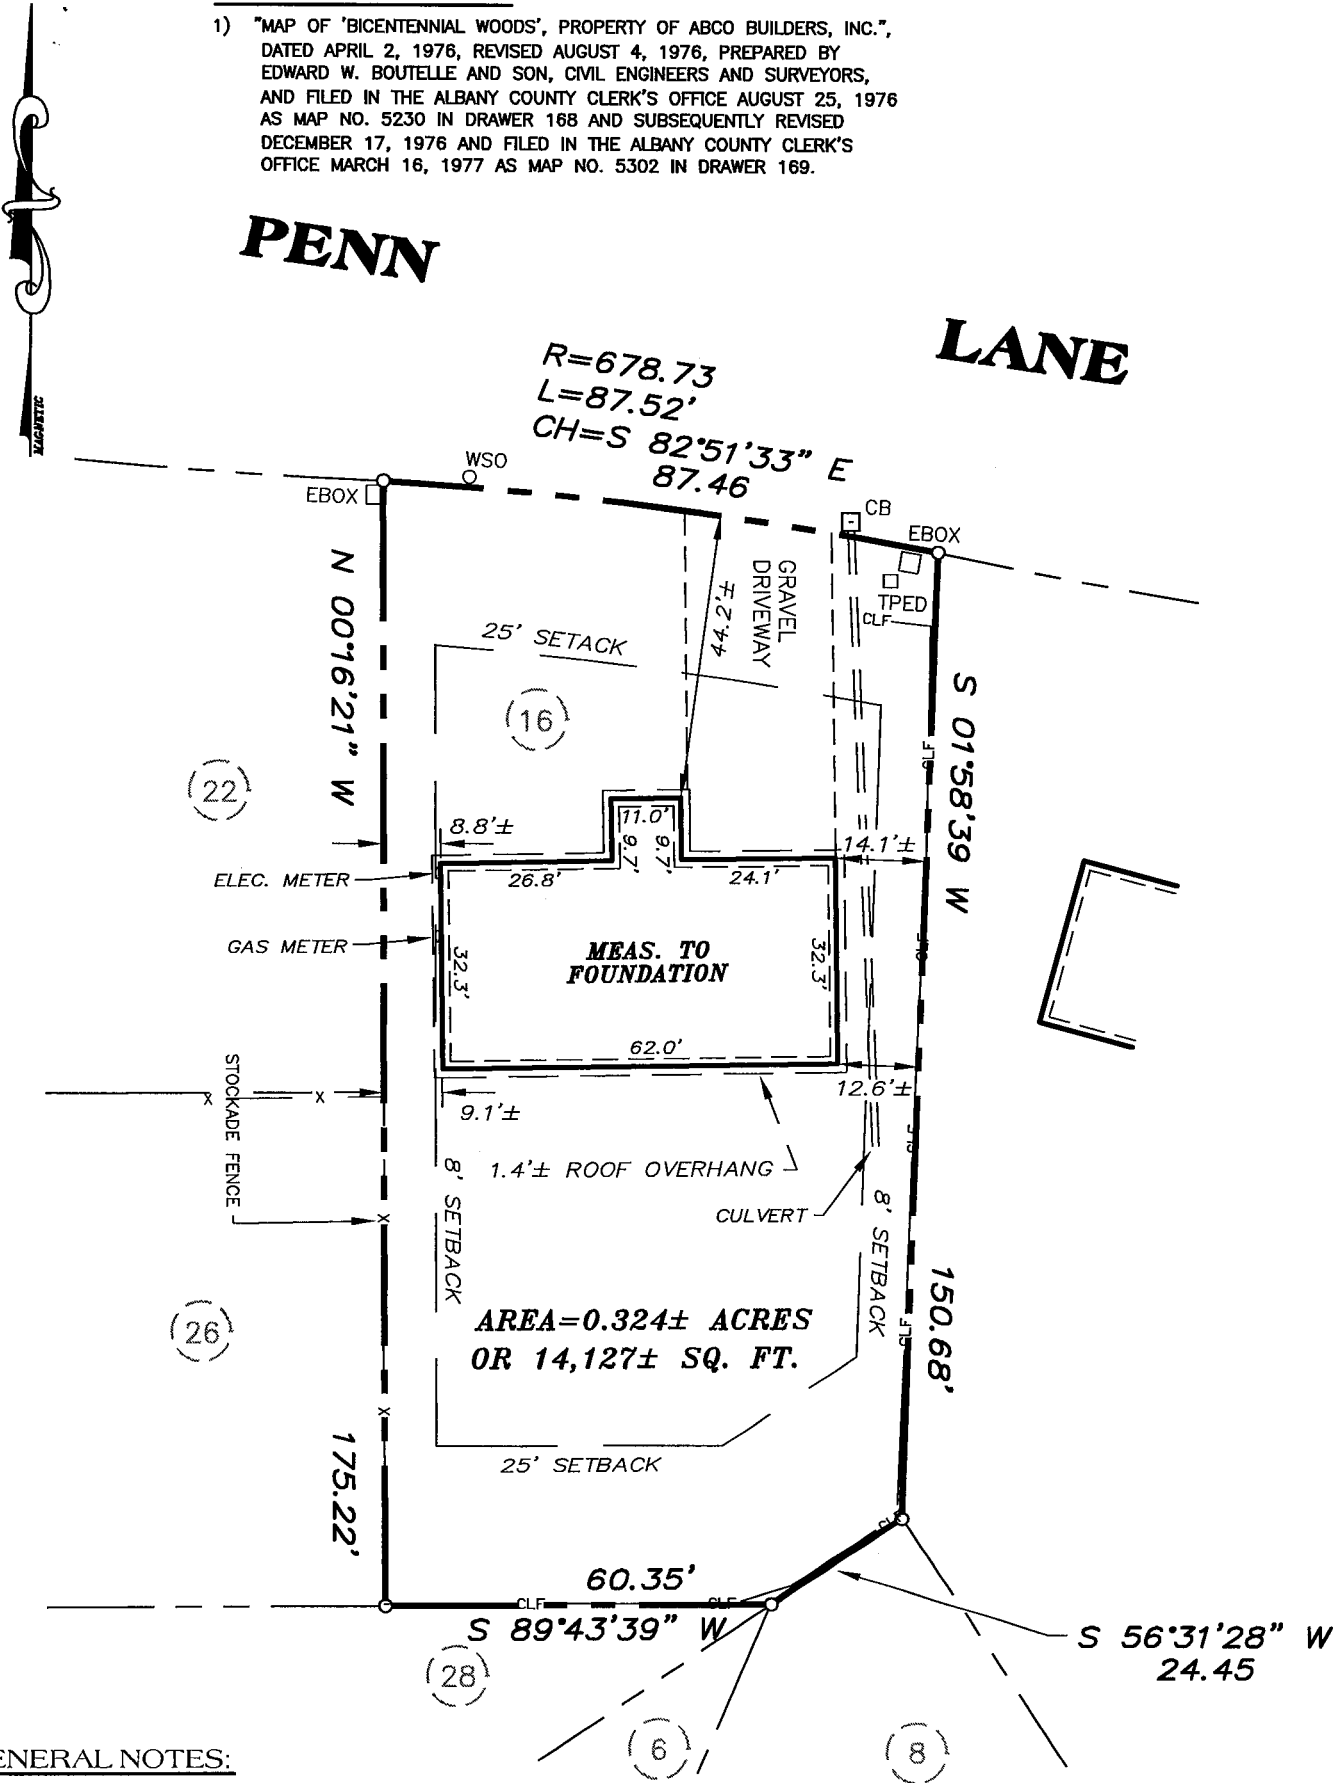 1) "MAP OF 'BICENTENNIAL WOODS', PROPERTY OF ABCO BUILDERS, INC.",
DATED APRIL 2, 1976, REVISED AUGUST 4, 1976, PREPARED BY
EDWARD W. BOUTELLE AND SON, CIVIL ENGINEERS AND SURVEYORS,
AND FILED IN THE ALBANY COUNTY CLERK'S OFFICE AUGUST 25, 1976
AS MAP NO. 5230 IN DRAWER 168 AND SUBSEQUENTLY REVISED
DECEMBER 17, 1976 AND FILED IN THE ALBANY COUNTY CLERK'S
OFFICE MARCH 16, 1977 AS MAP NO. 5302 IN DRAWER 169.
PENN
LANE
MAGNETIC
R=678.73
L=87.52'
CH=S 82°51'33" E
87.46
WSO
EBOX
CB
EBOX
TPED
CLF
GRAVEL
DRIVEWAY
44.2'±
N 00°16'21" W
25' SETACK
16
S 01°58'39 W
CLF
22
8.8'±
11.0'
9.7'
9.7'
14.1'±
ELEC. METER
26.8'
24.1'
GAS METER
MEAS. TO
FOUNDATION
32.3'
32.3'
CLF
62.0'
STOCKADE FENCE
X
X
9.1'±
12.6'±
CLF
1.4'± ROOF OVERHANG
8' SETBACK
CULVERT
8' SETBACK
X
150.68'
26
AREA=0.324± ACRES
OR 14,127± SQ. FT.
CLF
X
175.22'
25' SETBACK
CLF
60.35'
CLF
CLF
S 89°43'39" W
S 56°31'28" W
24.45
28
6
8
ENERAL NOTES: